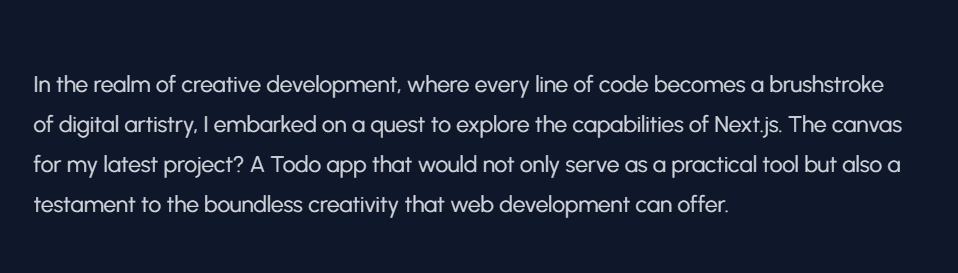 In the realm of creative development, where every line of code becomes a brushstroke
of digital artistry, I embarked on a quest to explore the capabilities of Next.js. The canvas
for my latest project? A Todo app that would not only serve as a practical tool but also a
testament to the boundless creativity that web development can offer.